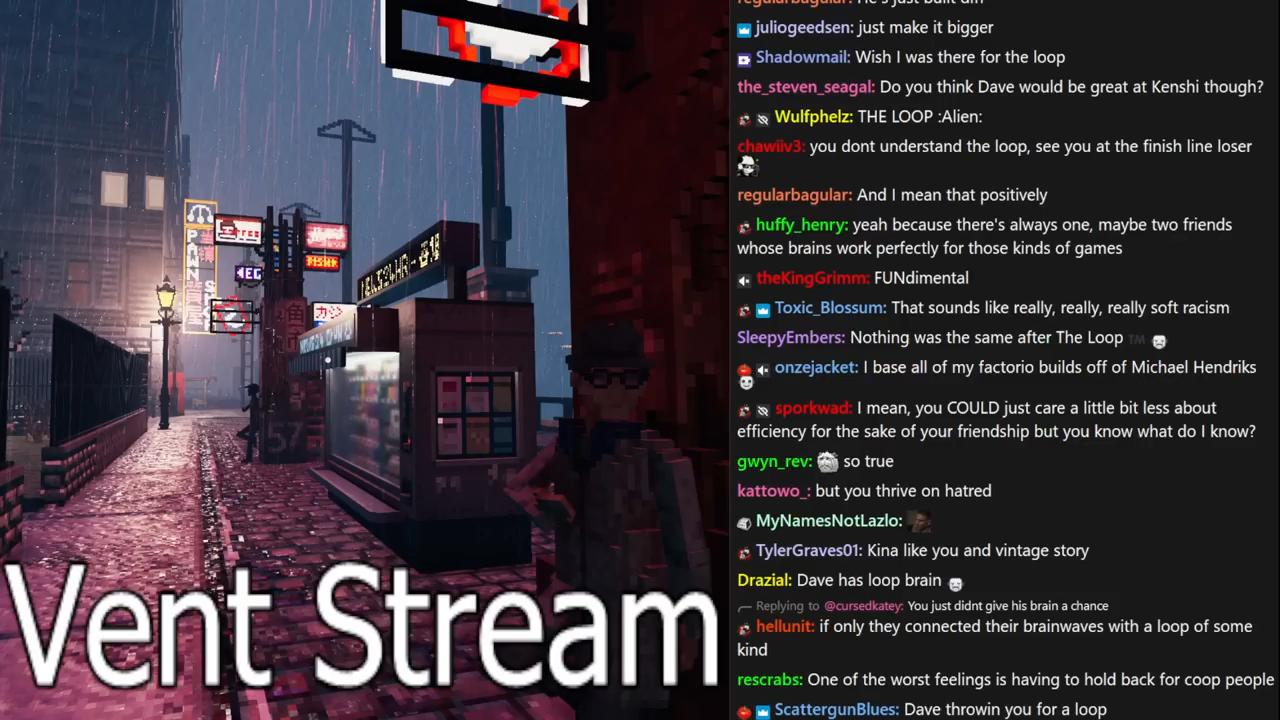 regularbagular: He's just built diff
juliogeedsen: just make it bigger
Shadowmail: Wish I was there for the loop
the_steven_seagal: Do you think Dave would be great at Kenshi though?
Wulfphelz: THE LOOP :Alien:
chawiiv3: you dont understand the loop, see you at the finish line loser
regularbagular: And I mean that positively
huffy_henry: yeah because there's always one, maybe two friends
whose brains work perfectly for those kinds of games
theKingGrimm: FUNdimental
Toxic_Blossum: That sounds like really, really, really soft racism
SleepyEmbers: Nothing was the same after The Loop ™
onzejacket: I base all of my factorio builds off of Michael Hendriks
sporkwad: I mean, you COULD just care a little bit less about
efficiency for the sake of your friendship but you know what do I know?
gwyn_rev: so true
kattowo_: but you thrive on hatred
MyNamesNotLazlo:
TylerGraves01: Kina like you and vintage story
Drazial: Dave has loop brain
Replying to @cursedkatey: You just didnt give his brain a chance
hellunit: if only they connected their brainwaves with a loop of some
kind
rescrabs: One of the worst feelings is having to hold back for coop people
ScattergunBlues: Dave throwin you for a loop
PAWN
57
Vent Stream